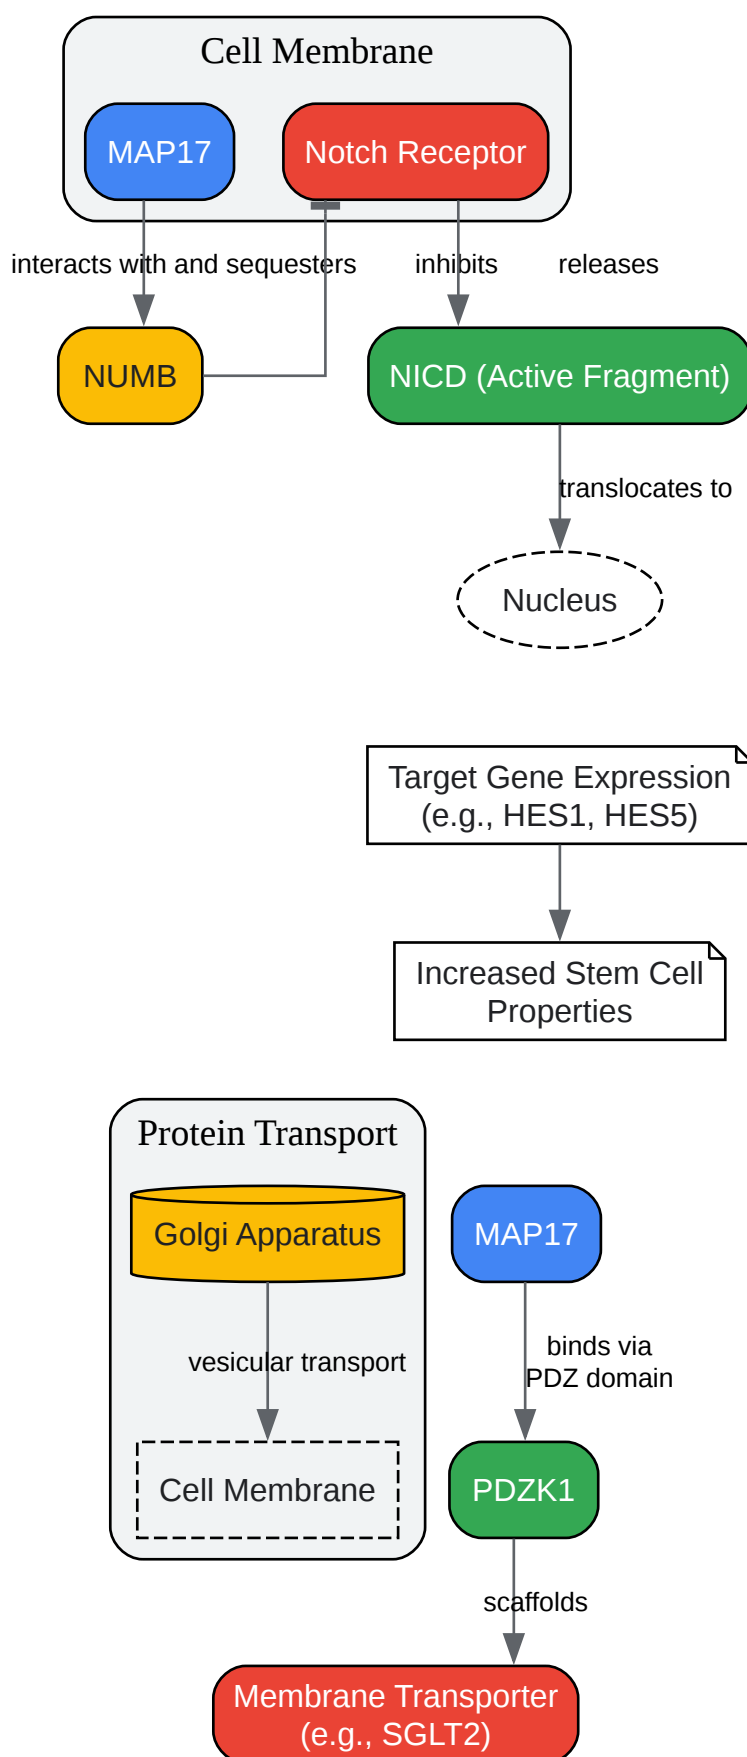 Cell Membrane
MAP17
Notch Receptor
interacts with and sequesters
inhibits
releases
NUMB
NICD (Active Fragment)
translocates to
Nucleus
Target Gene Expression
(e.g., HES1, HES5)
Increased Stem Cell
Properties
Protein Transport
Golgi Apparatus
MAP17
vesicular transport
binds via
PDZ domain
Cell Membrane
PDZK1
scaffolds
Membrane Transporter
(e.g., SGLT2)